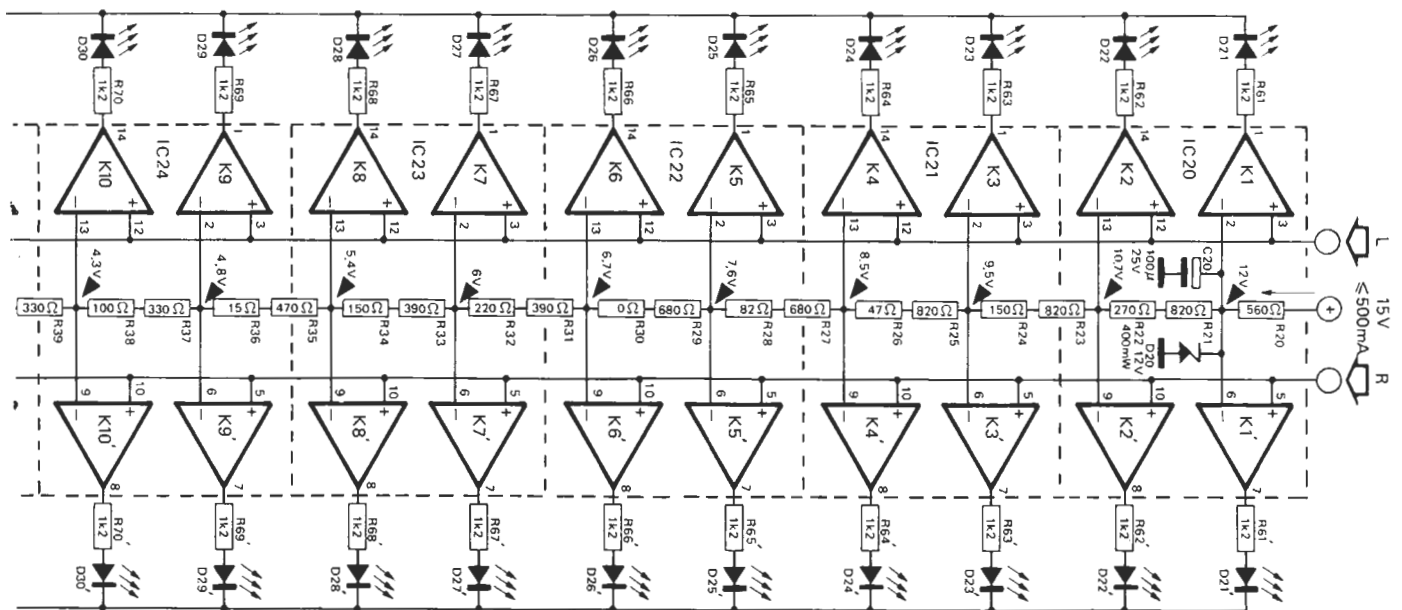 D30 D29 D28 D27 D26 D25 D24 D23 D22 D21
R70 R69 R68 R67 R66 R65 R64 R63 R62 R61
1k2 1k2 1k2 1k2 1k2 1k2 1k2 1k2 1k2 1k2
14 1 14 1 14 1 14 1 14 1
IC24 IC23 IC22 IC21 IC20
K10 K9 K8 K7 K6 K5 K4 K3 K2 K1
− + − + − + − + − + − + − + − + − + − +
13 12 2 3 13 12 2 3 13 12 2 3 13 12 2 3 13 12 2 3
L
4,3V 4,8V 5,4V 6V 6,7V 7,6V 8,5V 9,5V 10,7V 12V
100µ
25V
C20
15V
≤500mA
330Ω 100Ω 330Ω 15Ω 470Ω 150Ω 390Ω 220Ω 390Ω 0Ω 680Ω 82Ω 680Ω 47Ω 820Ω 150Ω 820Ω 270Ω 820Ω 560Ω +
R39 R38 R37 R36 R35 R34 R33 R32 R31 R30 R29 R28 R27 R26 R25 R24 R23 R22 R21 R20
D20
12V
400mW
R
9 10 6 5 9 10 6 5 9 10 6 5 9 10 6 5 9 10 6 5
− + − + − + − + − + − + − + − + − + − +
K10' K9' K8' K7' K6' K5' K4' K3' K2' K1'
8 7 8 7 8 7 8 7 8 7
R70' R69' R68' R67' R66' R65' R64' R63' R62' R61'
1k2 1k2 1k2 1k2 1k2 1k2 1k2 1k2 1k2 1k2
D30' D29' D28' D27' D26' D25' D24' D23' D22' D21'